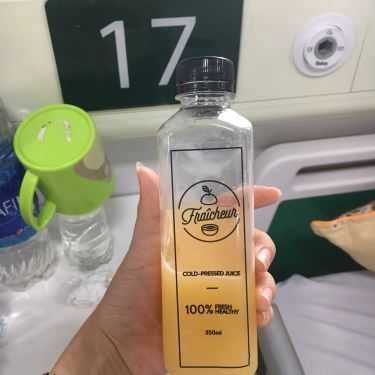 17
Fraîcheur
COLD-PRESSED JUICE
100% FRESH
HEALTHY
350ml